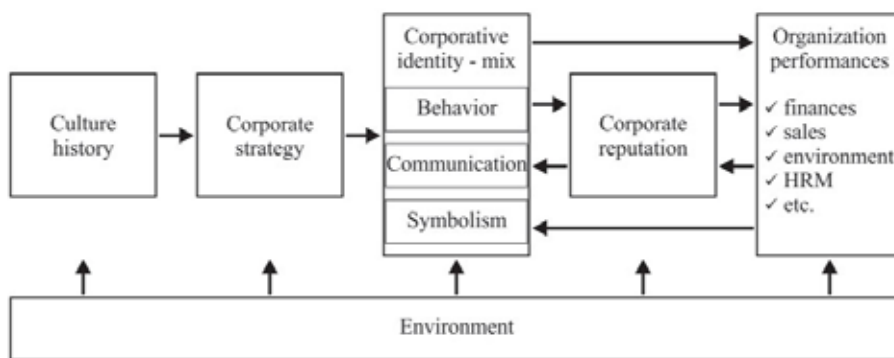 Culture
history
Corporate
strategy
Corporative
identity - mix
Behavior
Communication
Symbolism
Corporate
reputation
Organization
performances
✓ finances
✓ sales
✓ environment
✓ HRM
✓ etc.
Environment